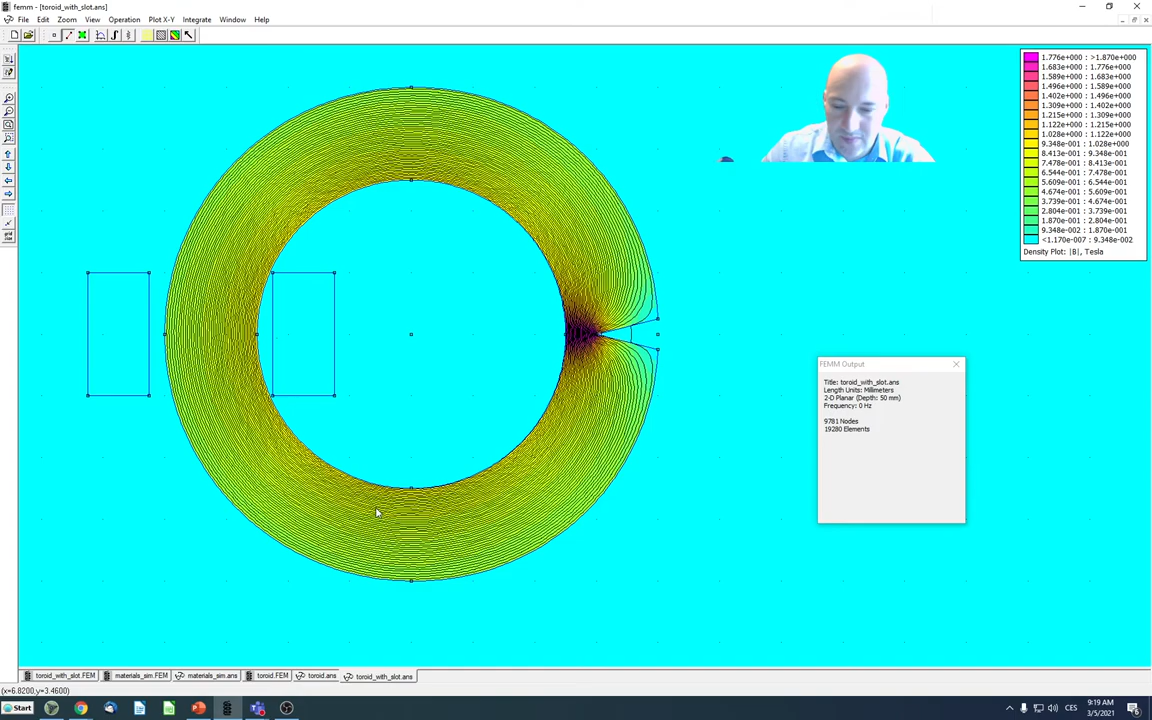 femm - [toroid_with_slot.ans]
File Edit Zoom View Operation Plot X-Y Integrate Window Help
1.776e+000 : >1.870e+000
1.683e+000 : 1.776e+000
1.589e+000 : 1.683e+000
1.496e+000 : 1.589e+000
1.402e+000 : 1.496e+000
1.309e+000 : 1.402e+000
1.215e+000 : 1.309e+000
1.122e+000 : 1.215e+000
1.028e+000 : 1.122e+000
9.348e-001 : 1.028e+000
8.413e-001 : 9.348e-001
7.478e-001 : 8.413e-001
6.544e-001 : 7.478e-001
5.609e-001 : 6.544e-001
4.674e-001 : 5.609e-001
3.739e-001 : 4.674e-001
2.804e-001 : 3.739e-001
1.870e-001 : 2.804e-001
9.348e-002 : 1.870e-001
<1.170e-007 : 9.348e-002
Density Plot: |B|, Tesla
FEMM Output
Title: toroid_with_slot.ans
Length Units: Millimeters
2-D Planar (Depth: 50 mm)
Frequency: 0 Hz
9781 Nodes
19280 Elements
toroid_with_slot.FEM materials_sim.FEM materials_sim.ans toroid.FEM toroid.ans toroid_with_slot.ans
(x=6.8200,y=3.4600)
Start
CES
9:19 AM
3/5/2021